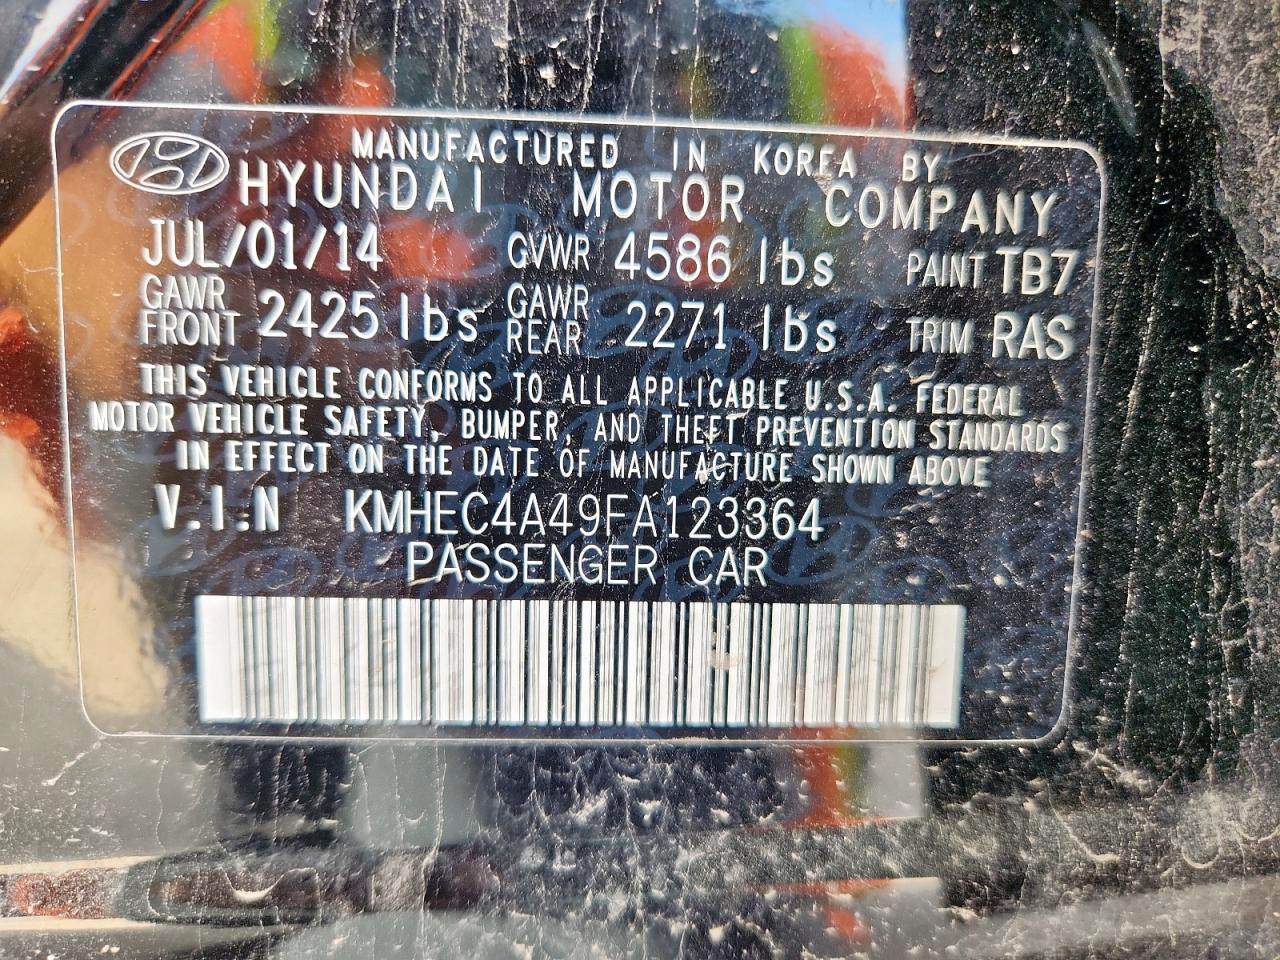 MANUFACTURED IN KOREA BY
HYUNDAI MOTOR COMPANY
JUL/01/14 GVWR 4586 lbs PAINT TB7
GAWR FRONT 2425 lbs GAWR REAR 2271 lbs TRIM RAS
THIS VEHICLE CONFORMS TO ALL APPLICABLE U.S.A. FEDERAL
MOTOR VEHICLE SAFETY, BUMPER, AND THEFT PREVENTION STANDARDS
IN EFFECT ON THE DATE OF MANUFACTURE SHOWN ABOVE
V.I.N KMHEC4A49FA123364
PASSENGER CAR